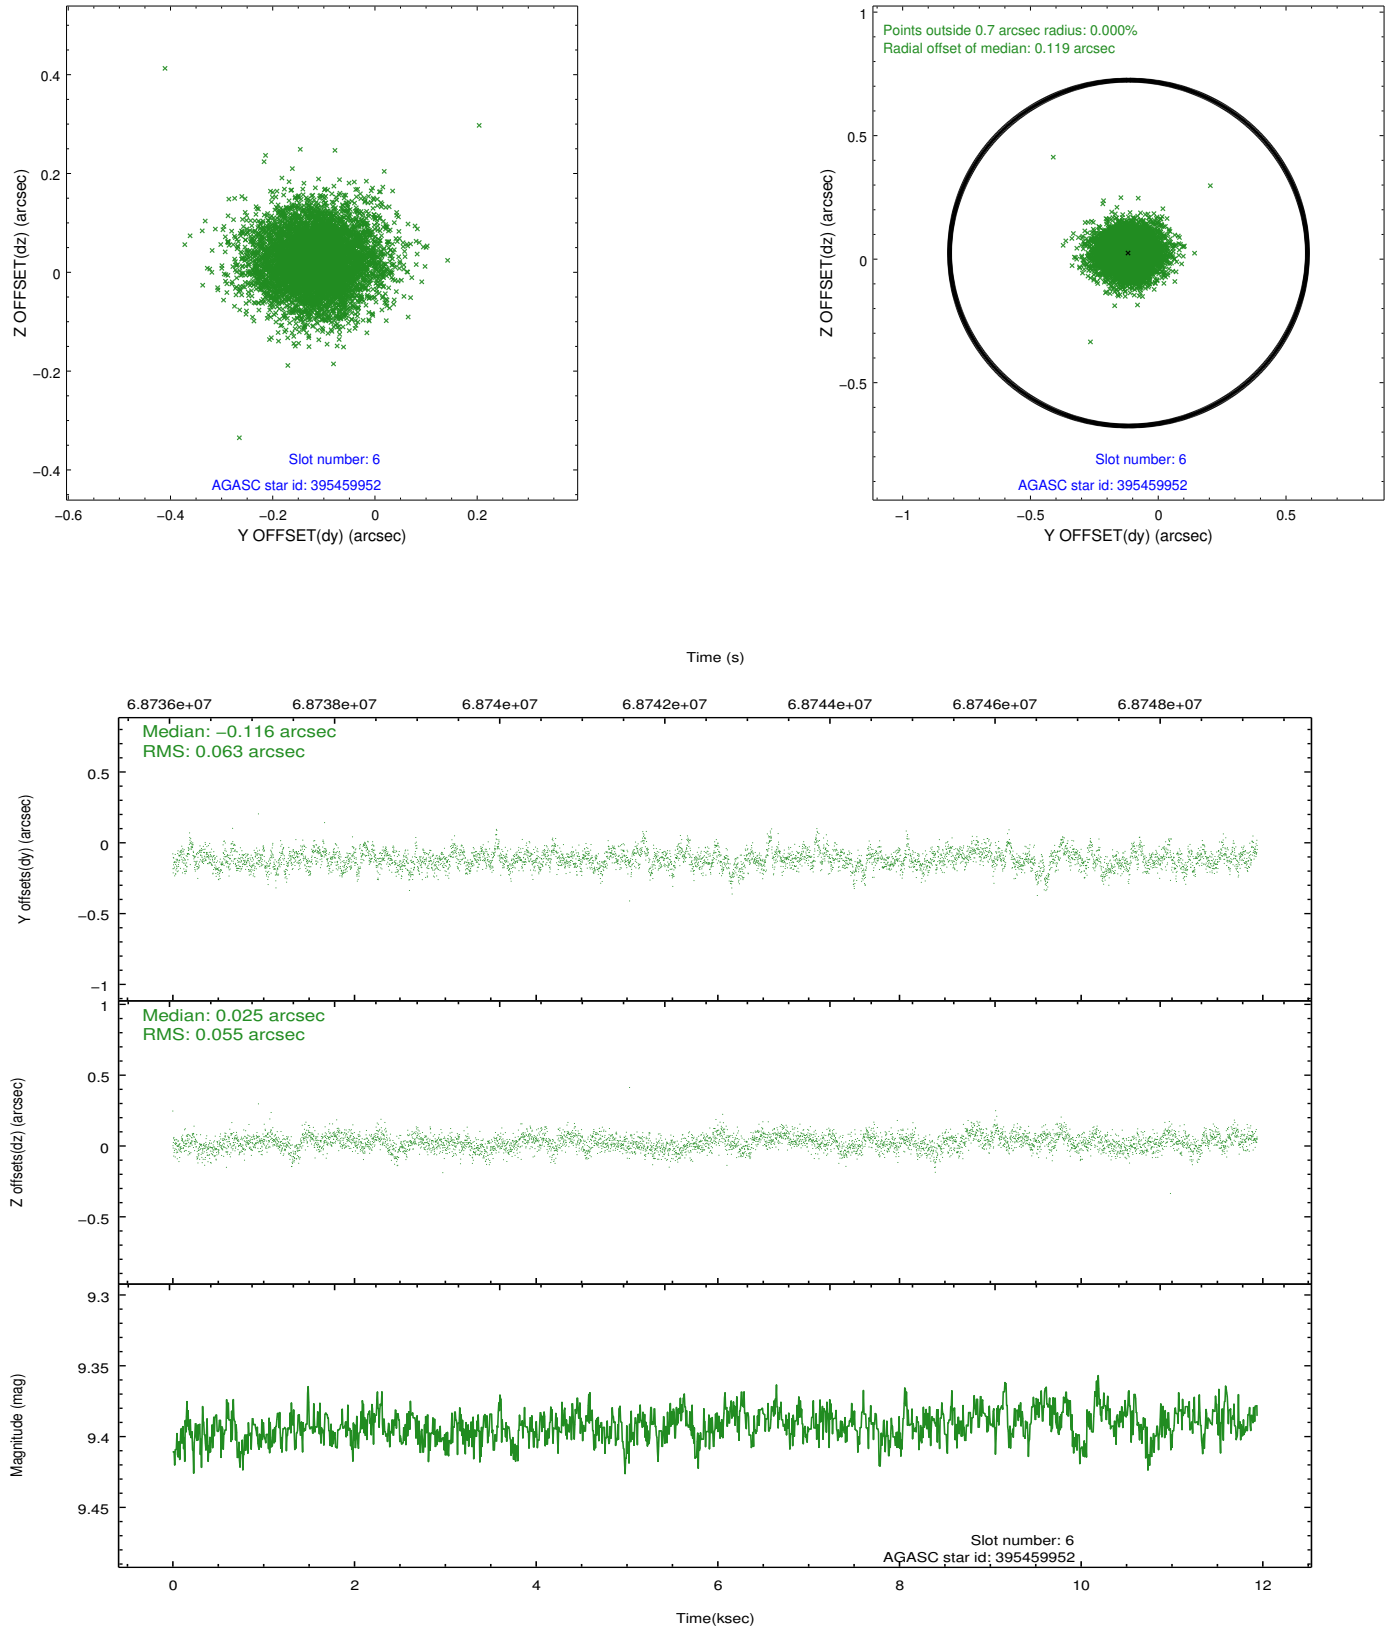 0.4
0.2
0
−0.2
−0.4
Z OFFSET(dz) (arcsec)
Slot number: 6
AGASC star id: 395459952
−0.6 −0.4 −0.2 0 0.2
Y OFFSET(dy) (arcsec)
Points outside 0.7 arcsec radius: 0.000%
Radial offset of median: 0.119 arcsec
1
0.5
0
−0.5
Z OFFSET(dz) (arcsec)
Slot number: 6
AGASC star id: 395459952
−1 −0.5 0 0.5
Y OFFSET(dy) (arcsec)
Time (s)
6.8736e+07 6.8738e+07 6.874e+07 6.8742e+07 6.8744e+07 6.8746e+07 6.8748e+07
Median: −0.116 arcsec
RMS: 0.063 arcsec
0.5
0
−0.5
−1
Y offsets(dy) (arcsec)
Median: 0.025 arcsec
RMS: 0.055 arcsec
1
0.5
0
−0.5
Z offsets(dz) (arcsec)
9.3
9.35
9.4
9.45
Magnitude (mag)
Slot number: 6
AGASC star id: 395459952
0 2 4 6 8 10 12
Time(ksec)